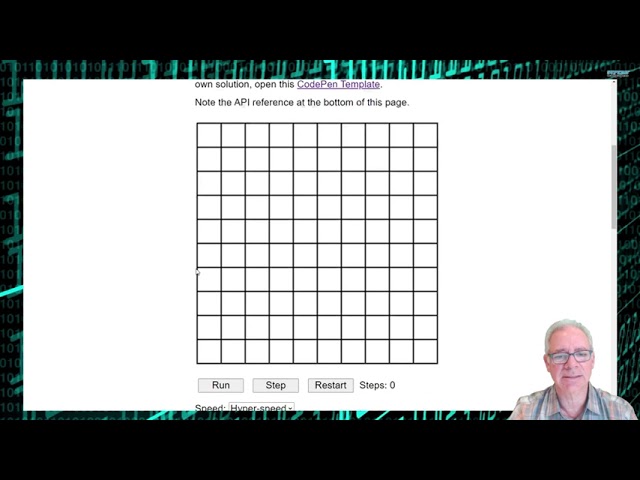 own solution, open this CodePen Template.
Note the API reference at the bottom of this page.
Run Step Restart Steps: 0
Speed: Hyper-speed